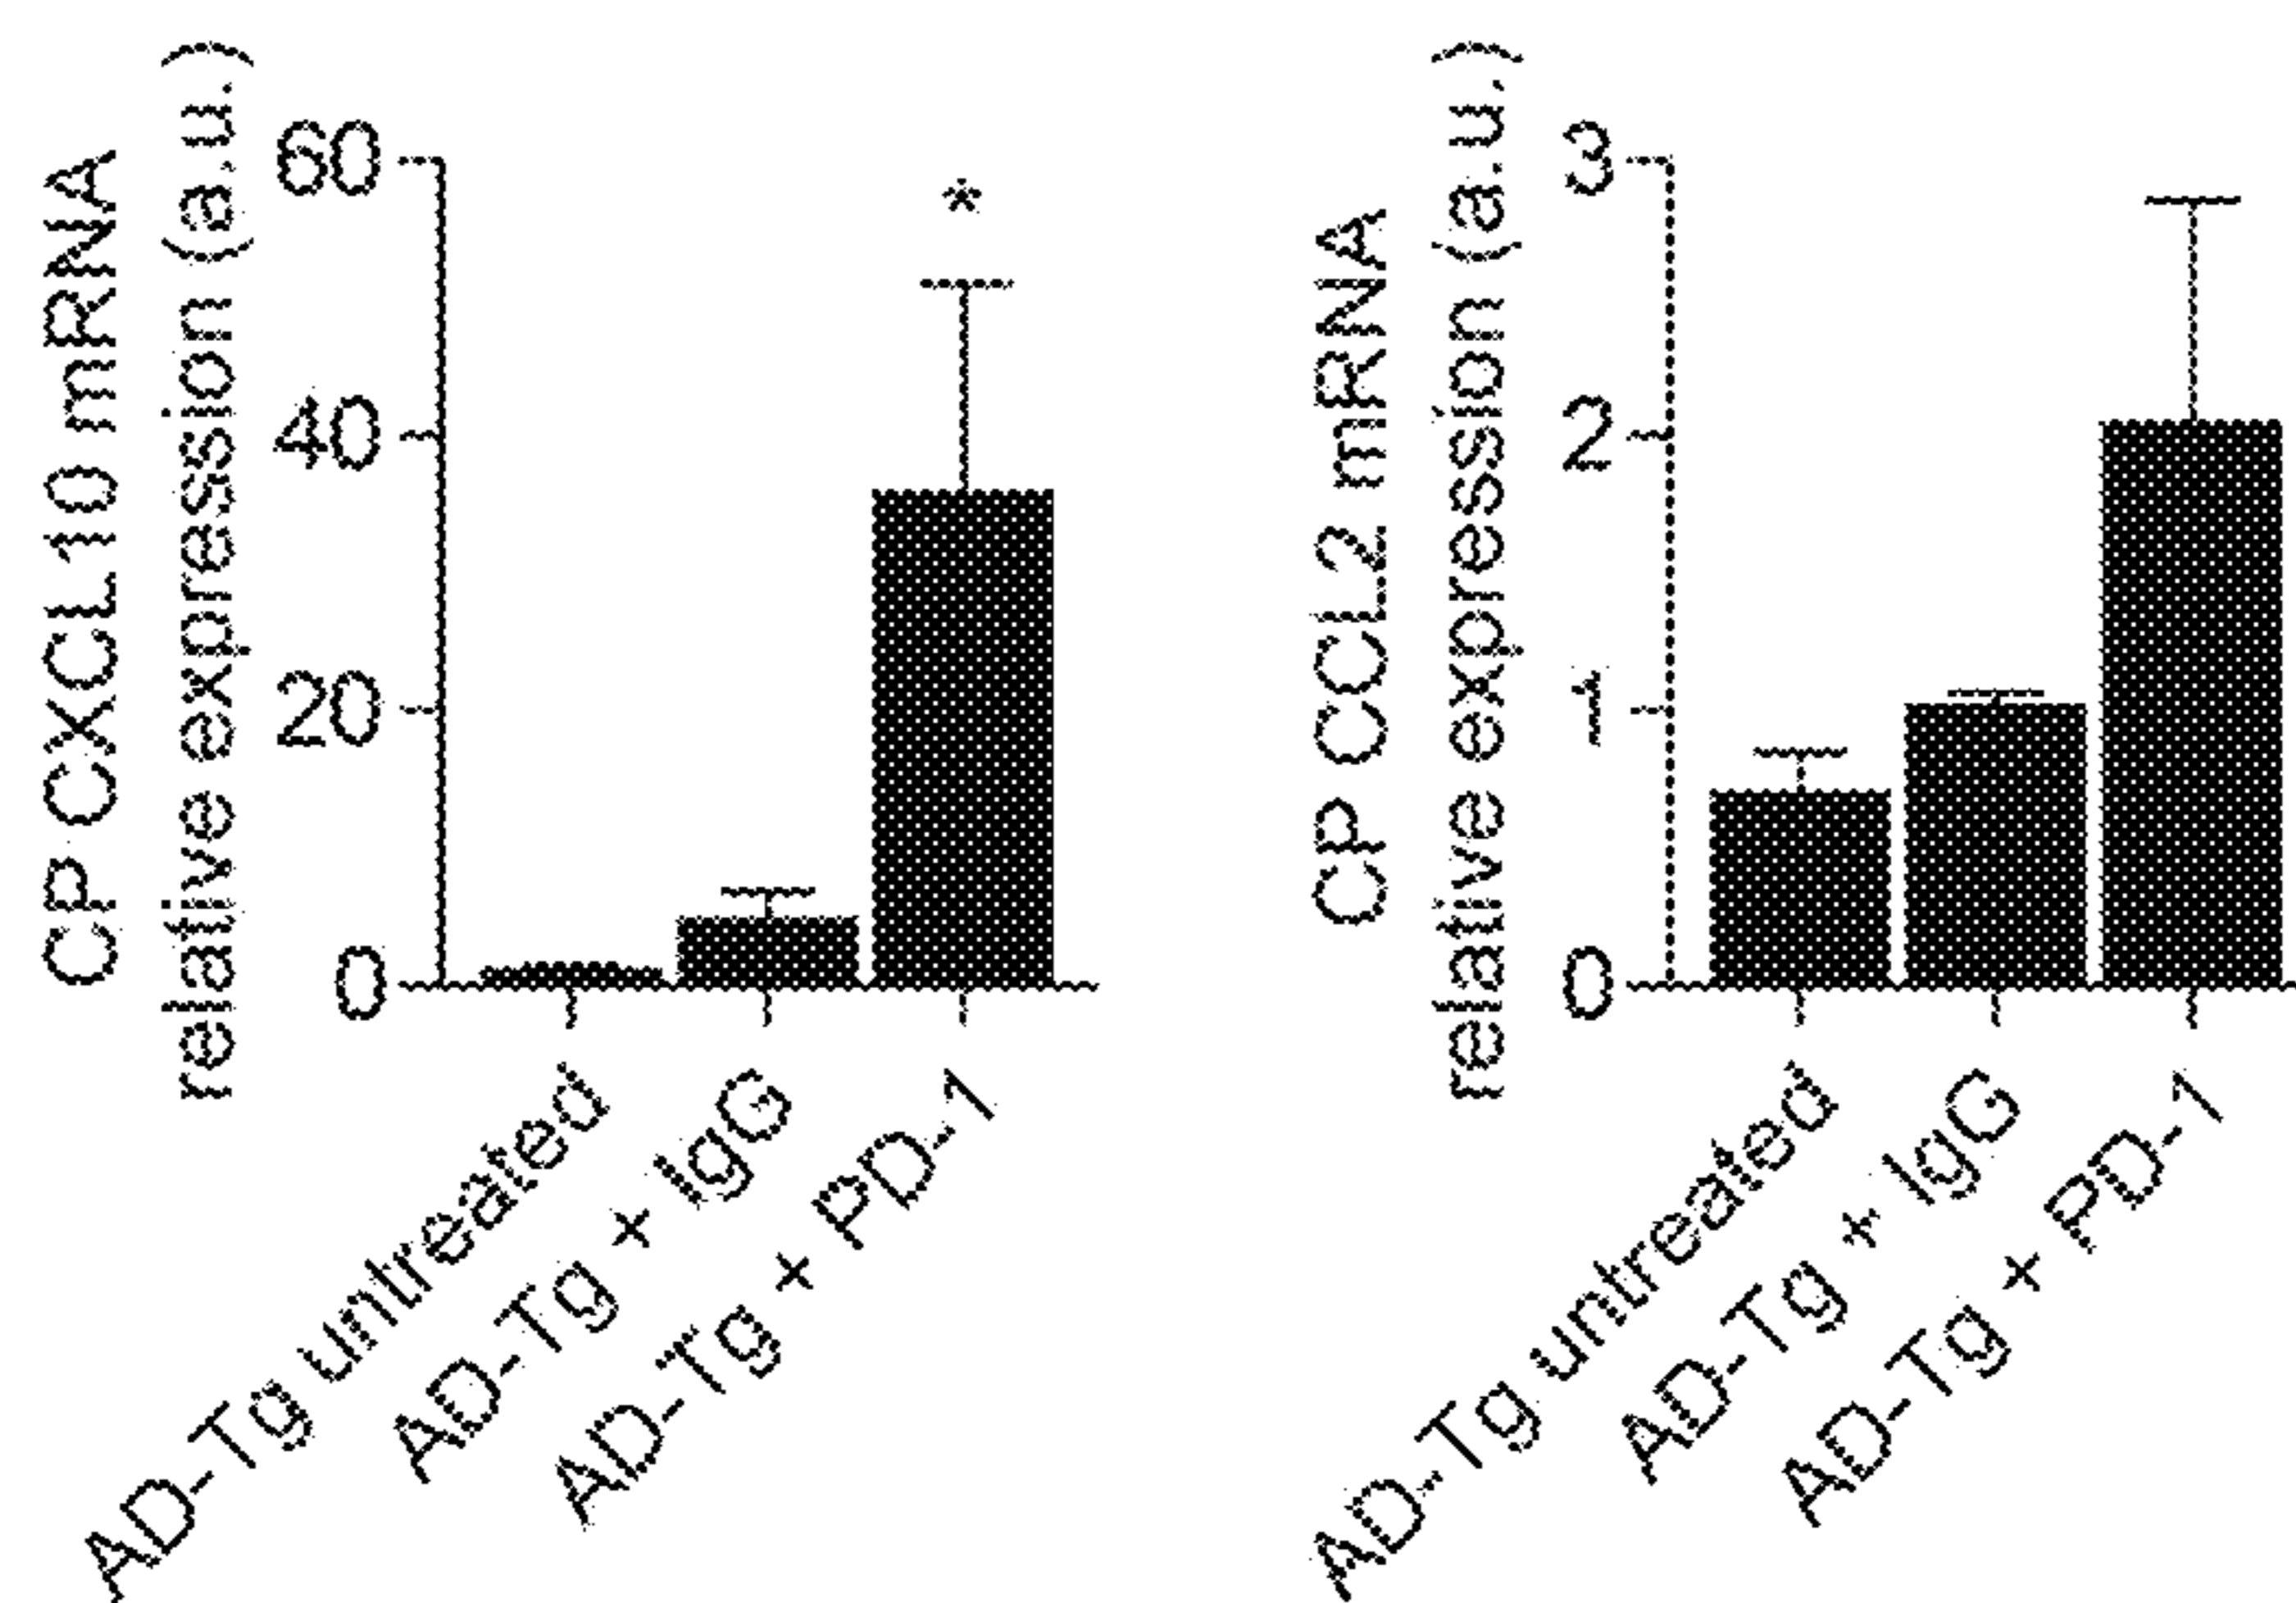 CP CXCL10 mRNA
relative expression (a.u.)
60
40
20
0
*
AD-Tg untreated
AD-Tg + IgG
AD-Tg + PD-1
CP CCL2 mRNA
relative expression (a.u.)
3
2
1
0
AD-Tg untreated
AD-Tg + IgG
AD-Tg + PD-1